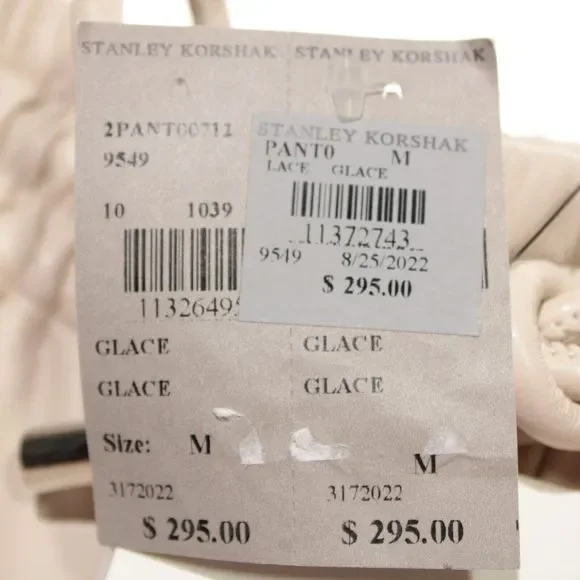 STANLEY KORSHAK STANLEY KORSHAK
2PANT00712
9549
10 1039
11326495
GLACE
GLACE
Size: M
3172022
$ 295.00
STANLEY KORSHAK
PANT0 M
LACE GLACE
11372743
9549 8/25/2022
$ 295.00
GLACE
GLACE
M
3172022
$ 295.00